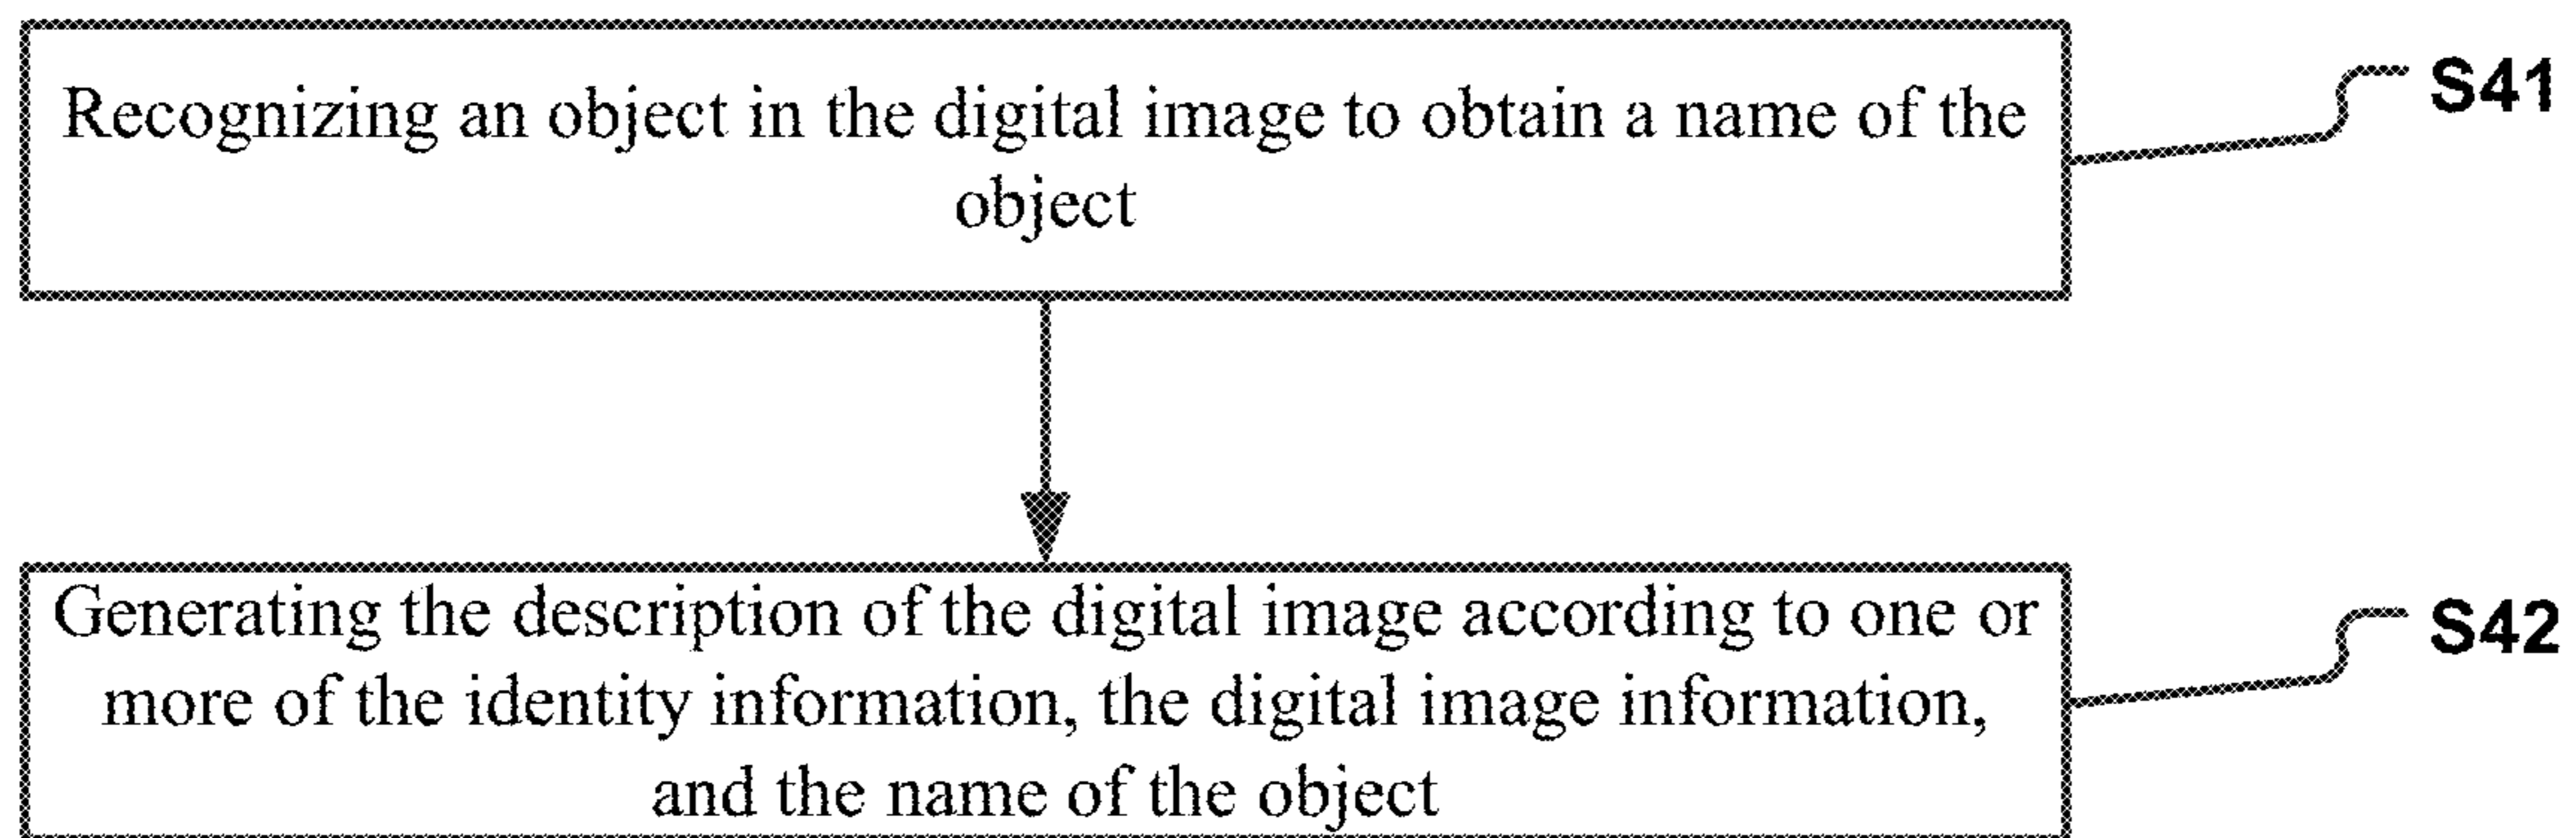 Recognizing an object in the digital image to obtain a name of the
object
S41
Generating the description of the digital image according to one or
more of the identity information, the digital image information,
and the name of the object
S42